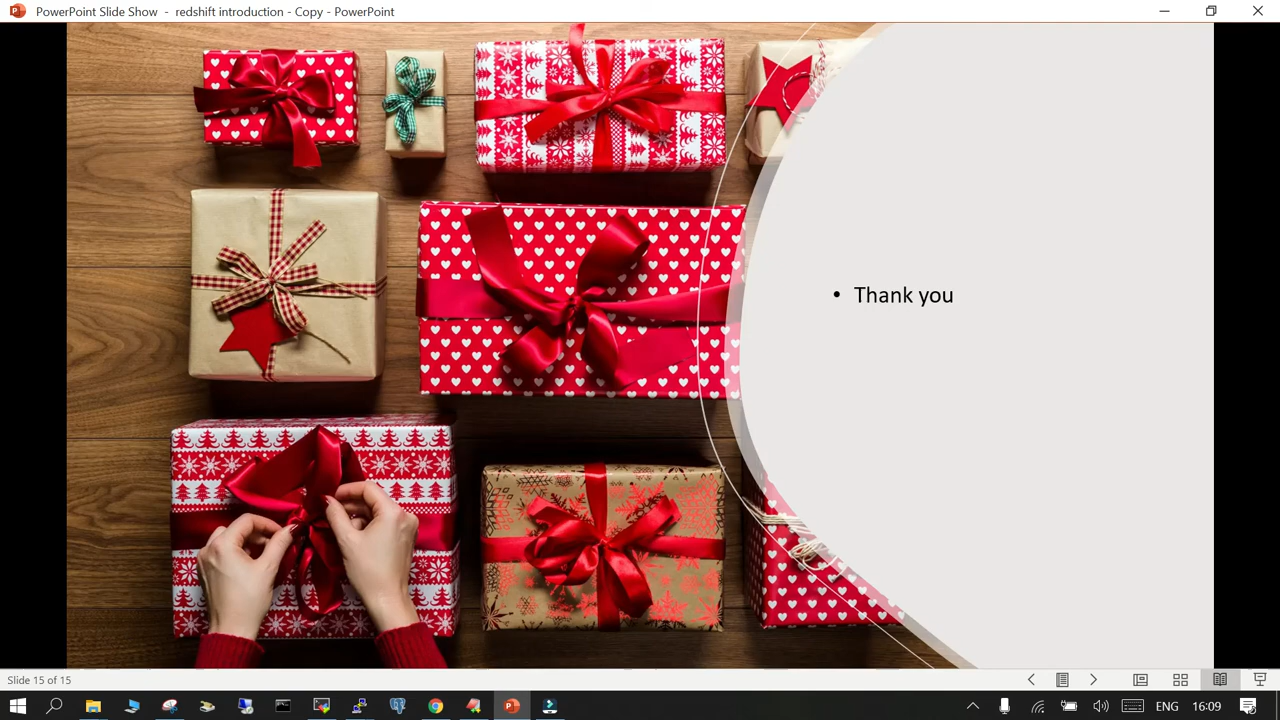 PowerPoint Slide Show - redshift introduction - Copy - PowerPoint
• Thank you
Slide 15 of 15
ENG
16:09